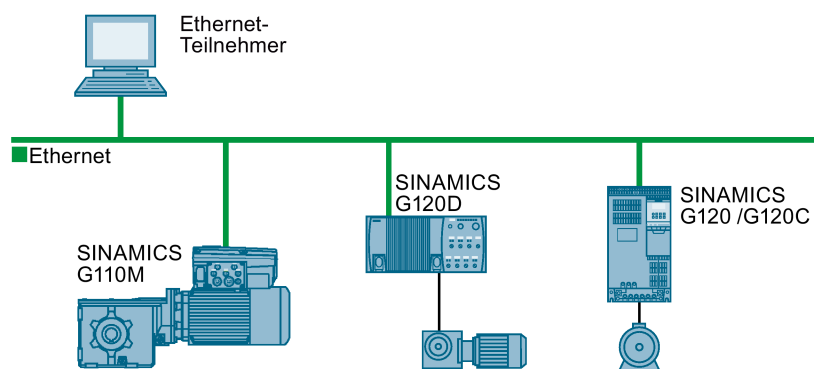 Ethernet-
Teilnehmer
Ethernet
SINAMICS
G120D
SINAMICS
G120 /G120C
SINAMICS
G110M